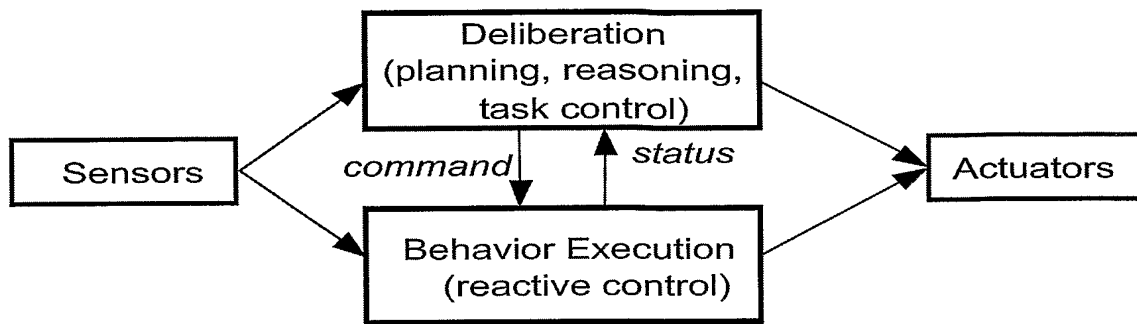 Deliberation
(planning, reasoning,
task control)
Sensors
command
status
Actuators
Behavior Execution
(reactive control)